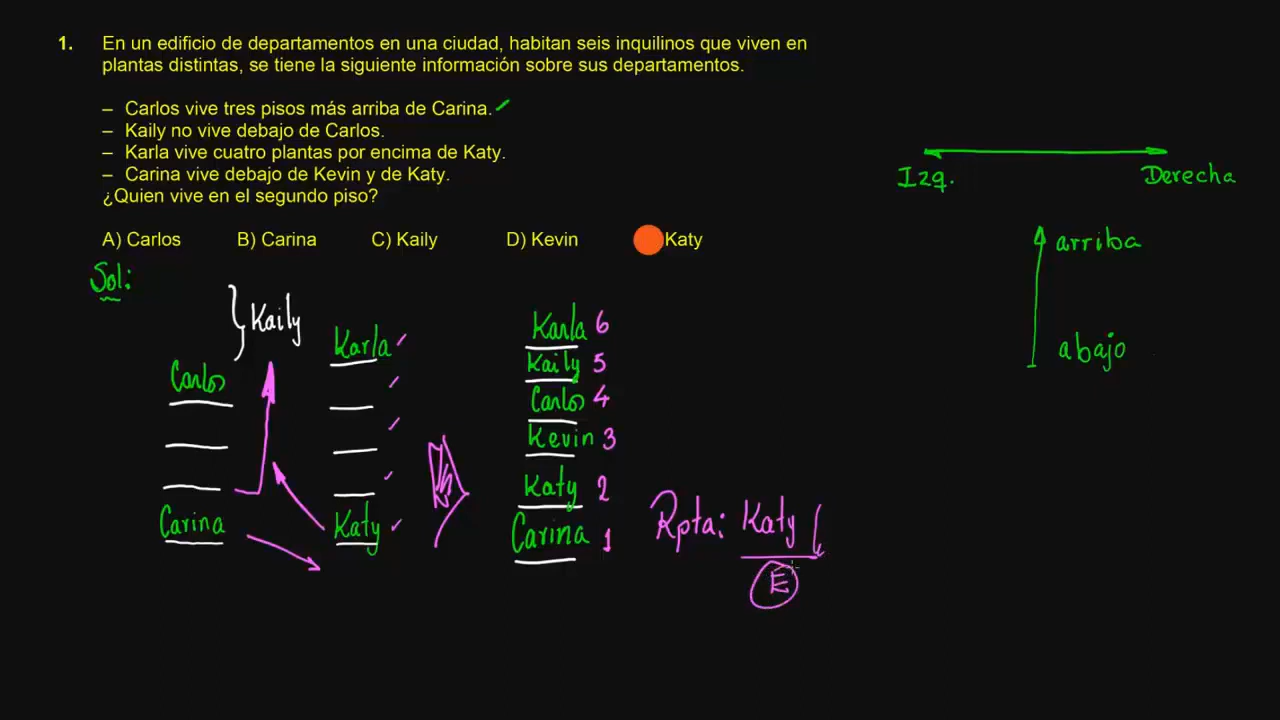 1. En un edificio de departamentos en una ciudad, habitan seis inquilinos que viven en
plantas distintas, se tiene la siguiente información sobre sus departamentos.
– Carlos vive tres pisos más arriba de Carina.
– Kaily no vive debajo de Carlos.
– Karla vive cuatro plantas por encima de Katy.
– Carina vive debajo de Kevin y de Katy.
¿Quien vive en el segundo piso?
A) Carlos B) Carina C) Kaily D) Kevin Katy
Izq. Derecha
arriba
abajo
Sol:
Kaily
Carlos
Carina
Karla
Katy
Karla 6
Kaily 5
Carlos 4
Kevin 3
Katy 2
Carina 1
Rpta: Katy
E